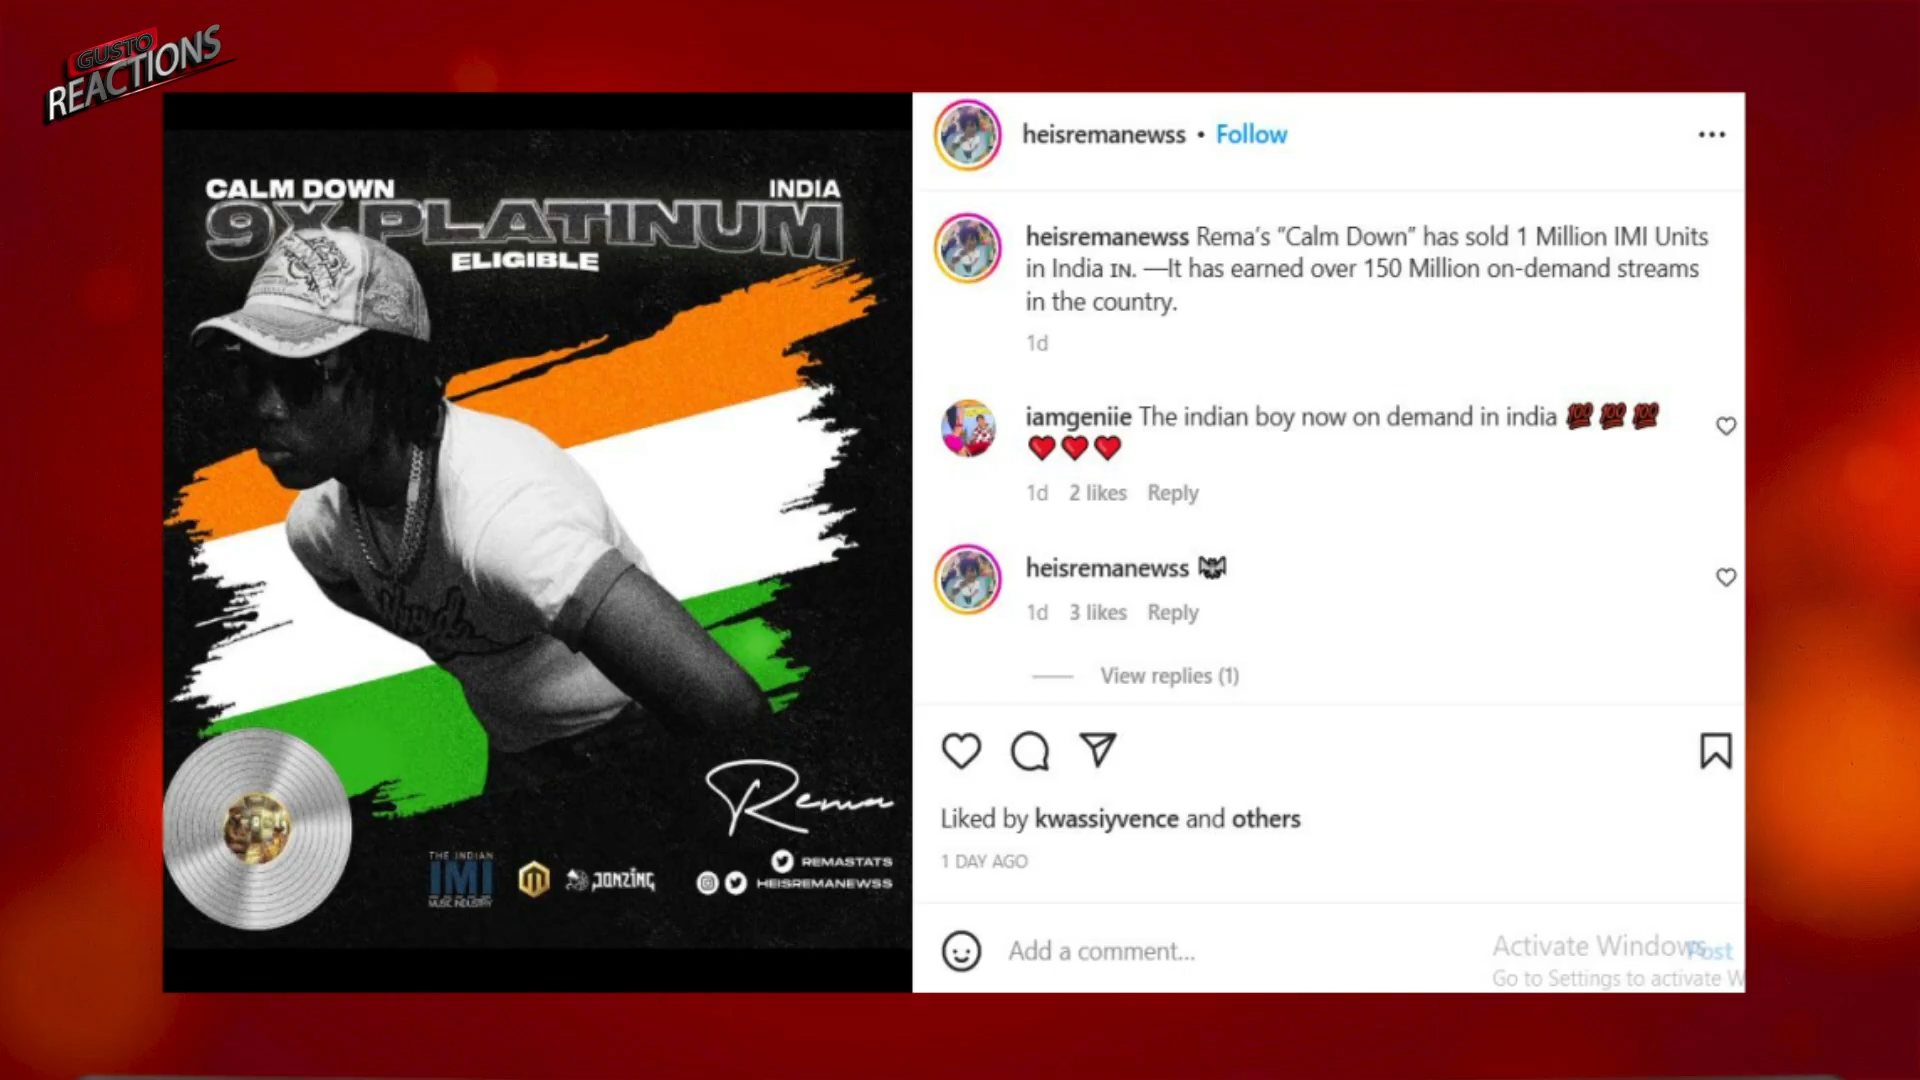 GUSTO
REACTIONS
CALM DOWN
INDIA
9X PLATINUM
ELIGIBLE
Rema
THE INDIAN
IMI
MUSIC INDUSTRY
JONZING
REMASTATS
HEISREMANEWSS
heisremanewss • Follow
heisremanewss Rema's “Calm Down” has sold 1 Million IMI Units
in India IN. —It has earned over 150 Million on-demand streams
in the country.
1d
iamgeniie The indian boy now on demand in india 💯 💯 💯
❤️❤️❤️
1d 2 likes Reply
heisremanewss 🦇
1d 3 likes Reply
View replies (1)
Liked by kwassiyvence and others
1 DAY AGO
Add a comment...
Post
Activate Windows
Go to Settings to activate W